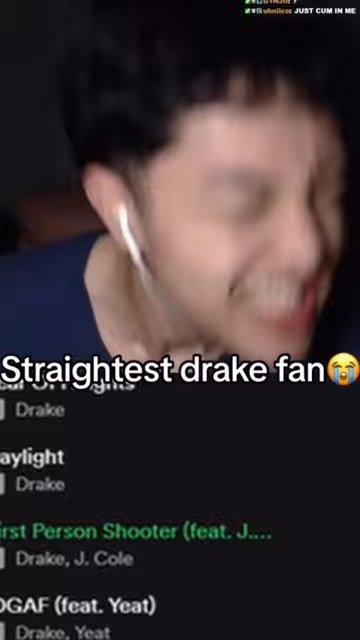 JUST CUM IN ME
Straightest drake fan😭
Drake
aylight
Drake
irst Person Shooter (feat. J....
Drake, J. Cole
OGAF (feat. Yeat)
Drake, Yeat